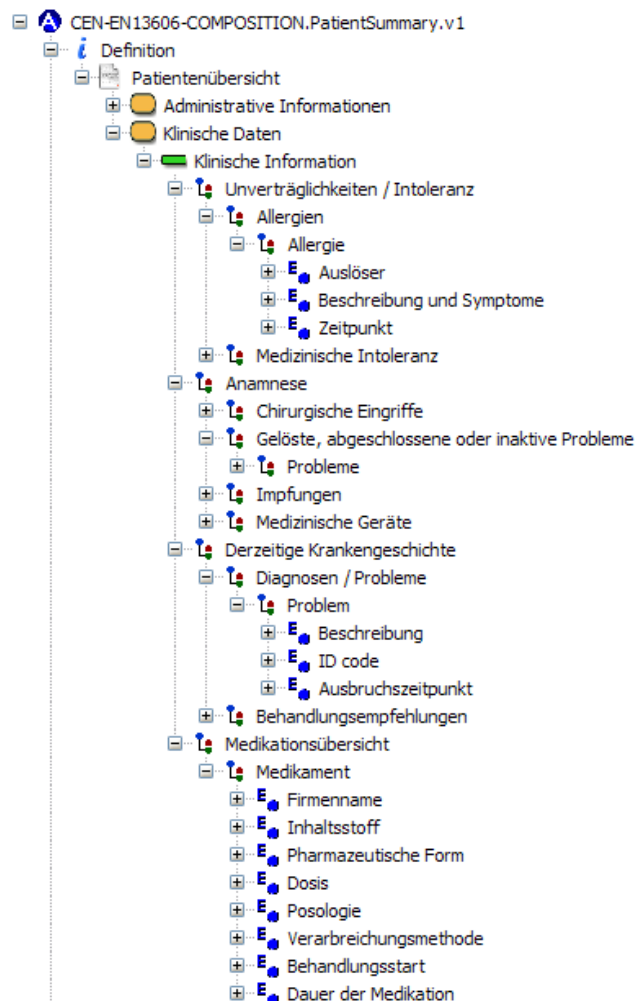 CEN-EN13606-COMPOSITION.PatientSummary.v1
Definition
Patientenübersicht
Administrative Informationen
Klinische Daten
Klinische Information
Unverträglichkeiten / Intoleranz
Allergien
Allergie
Auslöser
Beschreibung und Symptome
Zeitpunkt
Medizinische Intoleranz
Anamnese
Chirurgische Eingriffe
Gelöste, abgeschlossene oder inaktive Probleme
Probleme
Impfungen
Medizinische Geräte
Derzeitige Krankengeschichte
Diagnosen / Probleme
Problem
Beschreibung
ID code
Ausbruchszeitpunkt
Behandlungsempfehlungen
Medikationsübersicht
Medikament
Firmenname
Inhaltsstoff
Pharmazeutische Form
Dosis
Posologie
Verarbreichungsmethode
Behandlungsstart
Dauer der Medikation